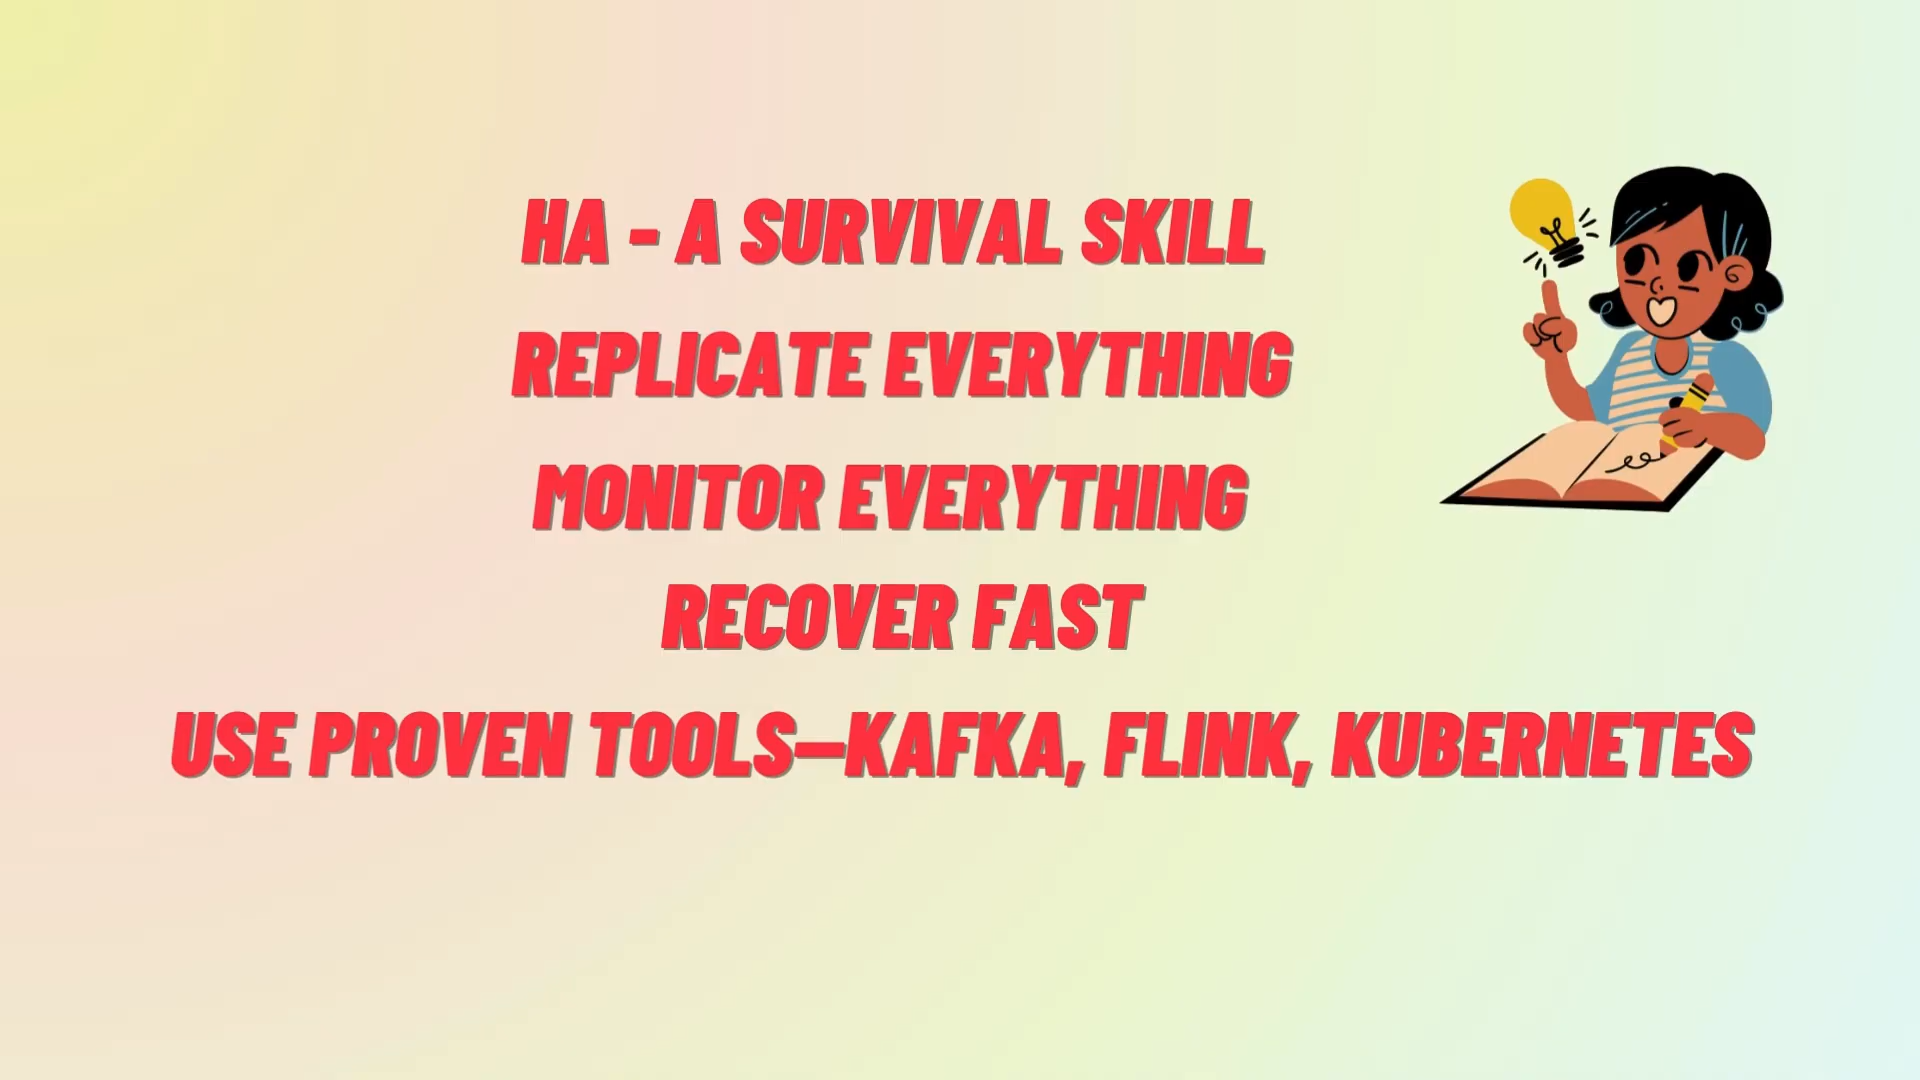 HA - A SURVIVAL SKILL
REPLICATE EVERYTHING
MONITOR EVERYTHING
RECOVER FAST
USE PROVEN TOOLS—KAFKA, FLINK, KUBERNETES